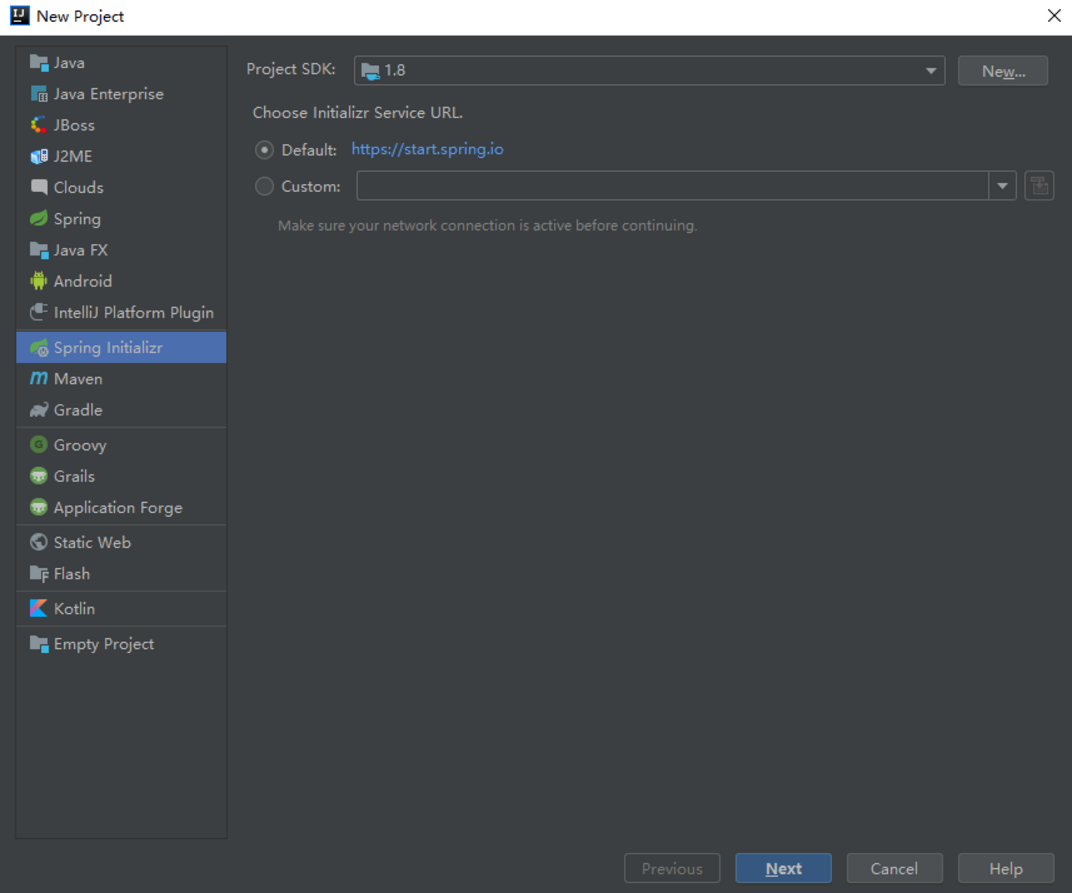 New Project
Java
Java Enterprise
JBoss
J2ME
Clouds
Spring
Java FX
Android
IntelliJ Platform Plugin
Spring Initializr
Maven
Gradle
Groovy
Grails
Application Forge
Static Web
Flash
Kotlin
Empty Project
Project SDK: 1.8 New...
Choose Initializr Service URL.
Default: https://start.spring.io
Custom:
Make sure your network connection is active before continuing.
Previous Next Cancel Help